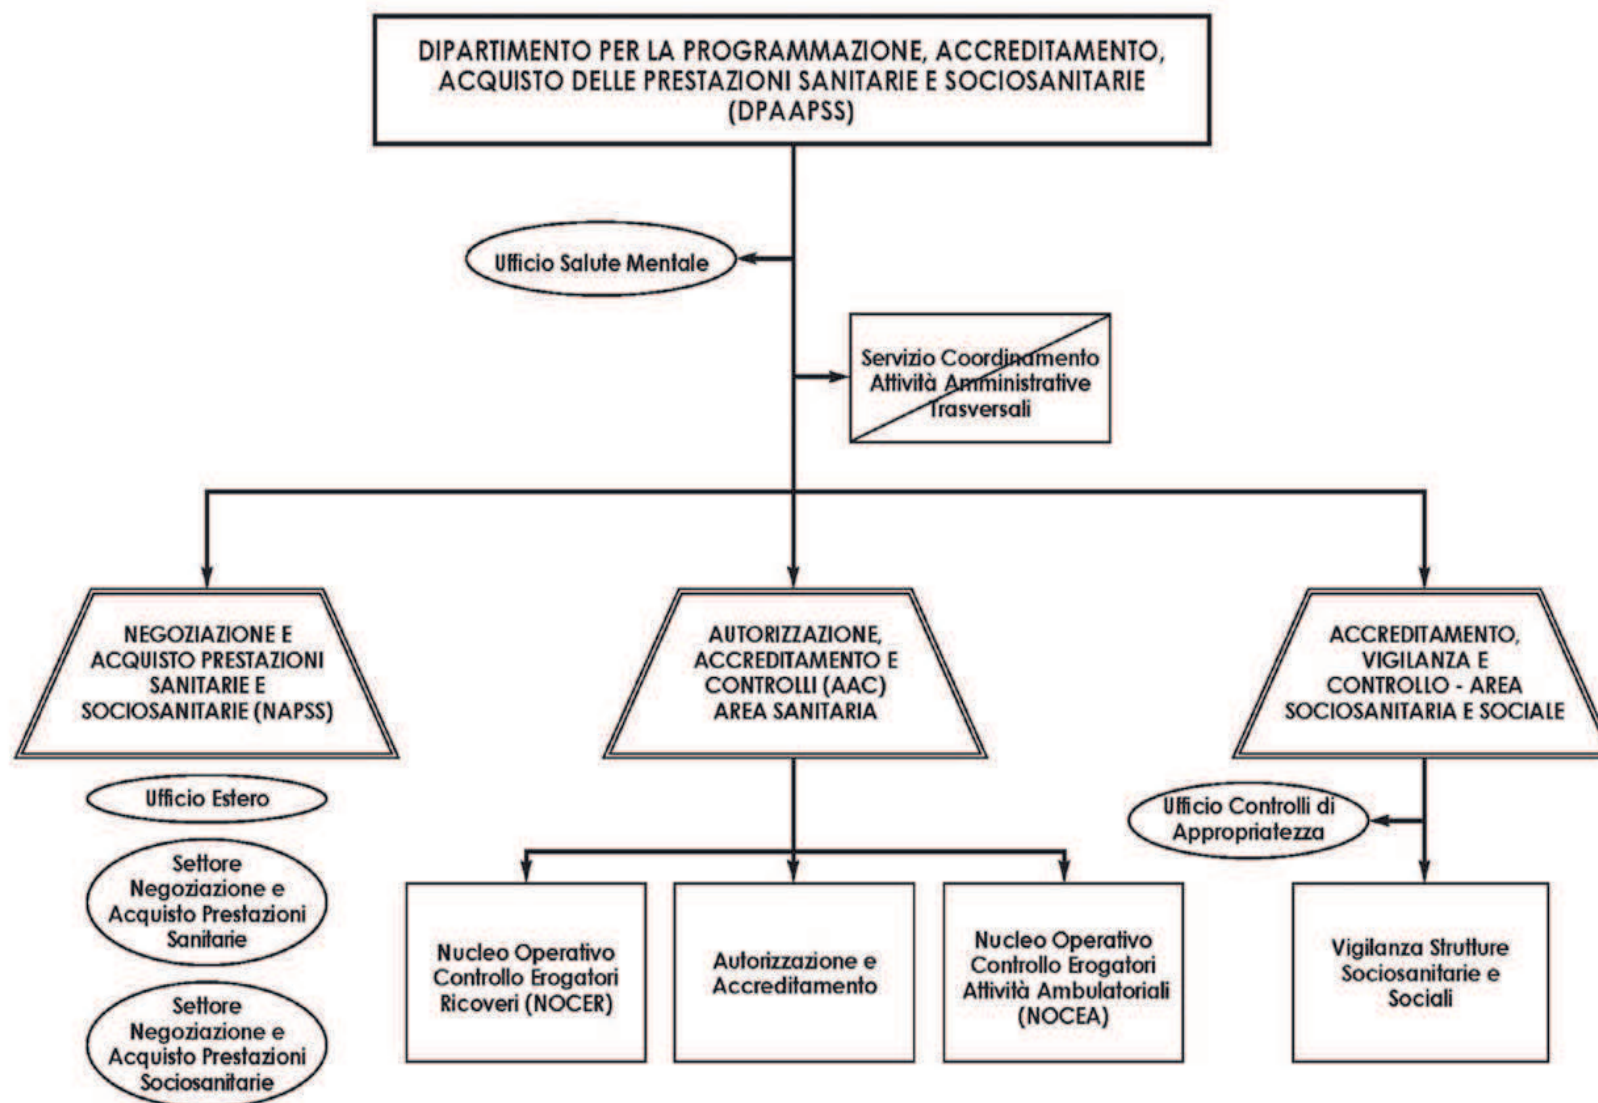 DIPARTIMENTO PER LA PROGRAMMAZIONE, ACCREDITAMENTO,
ACQUISTO DELLE PRESTAZIONI SANITARIE E SOCIOSANITARIE
(DPAAPSS)
Ufficio Salute Mentale
Servizio Coordinamento
Attività Amministrative
Trasversali
NEGOZIAZIONE E
ACQUISTO PRESTAZIONI
SANITARIE E
SOCIOSANITARIE (NAPSS)
AUTORIZZAZIONE,
ACCREDITAMENTO E
CONTROLLI (AAC)
AREA SANITARIA
ACCREDITAMENTO,
VIGILANZA E
CONTROLLO - AREA
SOCIOSANITARIA E SOCIALE
Ufficio Estero
Settore
Negoziazione e
Acquisto Prestazioni
Sanitarie
Settore
Negoziazione e
Acquisto Prestazioni
Sociosanitarie
Nucleo Operativo
Controllo Erogatori
Ricoveri (NOCER)
Autorizzazione e
Accreditamento
Nucleo Operativo
Controllo Erogatori
Attività Ambulatoriali
(NOCEA)
Ufficio Controlli di
Appropriatezza
Vigilanza Strutture
Sociosanitarie e
Sociali